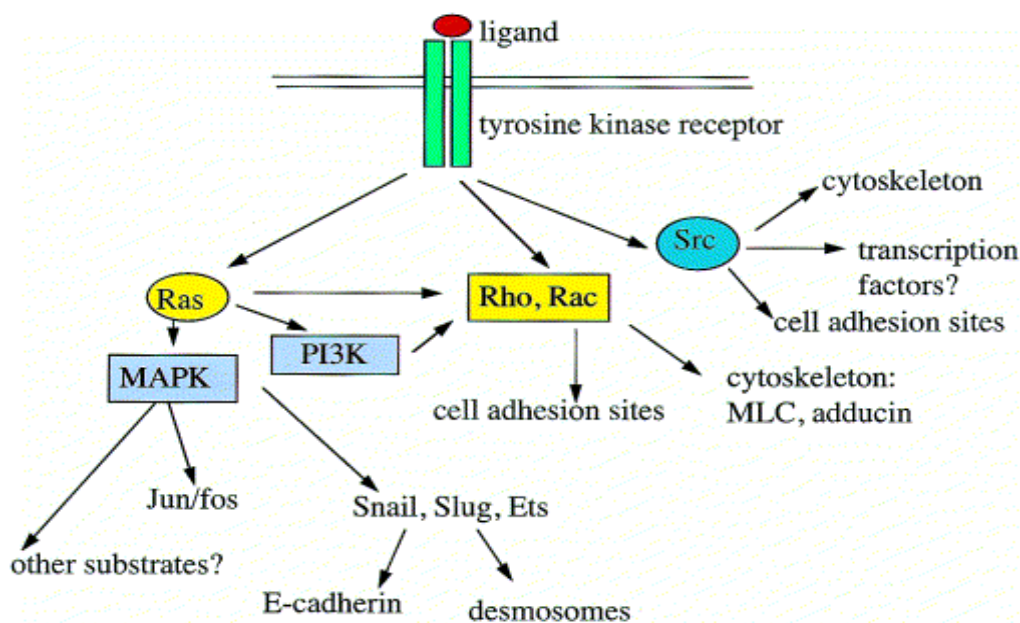 ligand
tyrosine kinase receptor
cytoskeleton
Src
transcription
factors?
cell adhesion sites
Ras
Rho, Rac
PI3K
MAPK
cytoskeleton:
MLC, adducin
cell adhesion sites
Jun/fos
Snail, Slug, Ets
other substrates?
E-cadherin
desmosomes